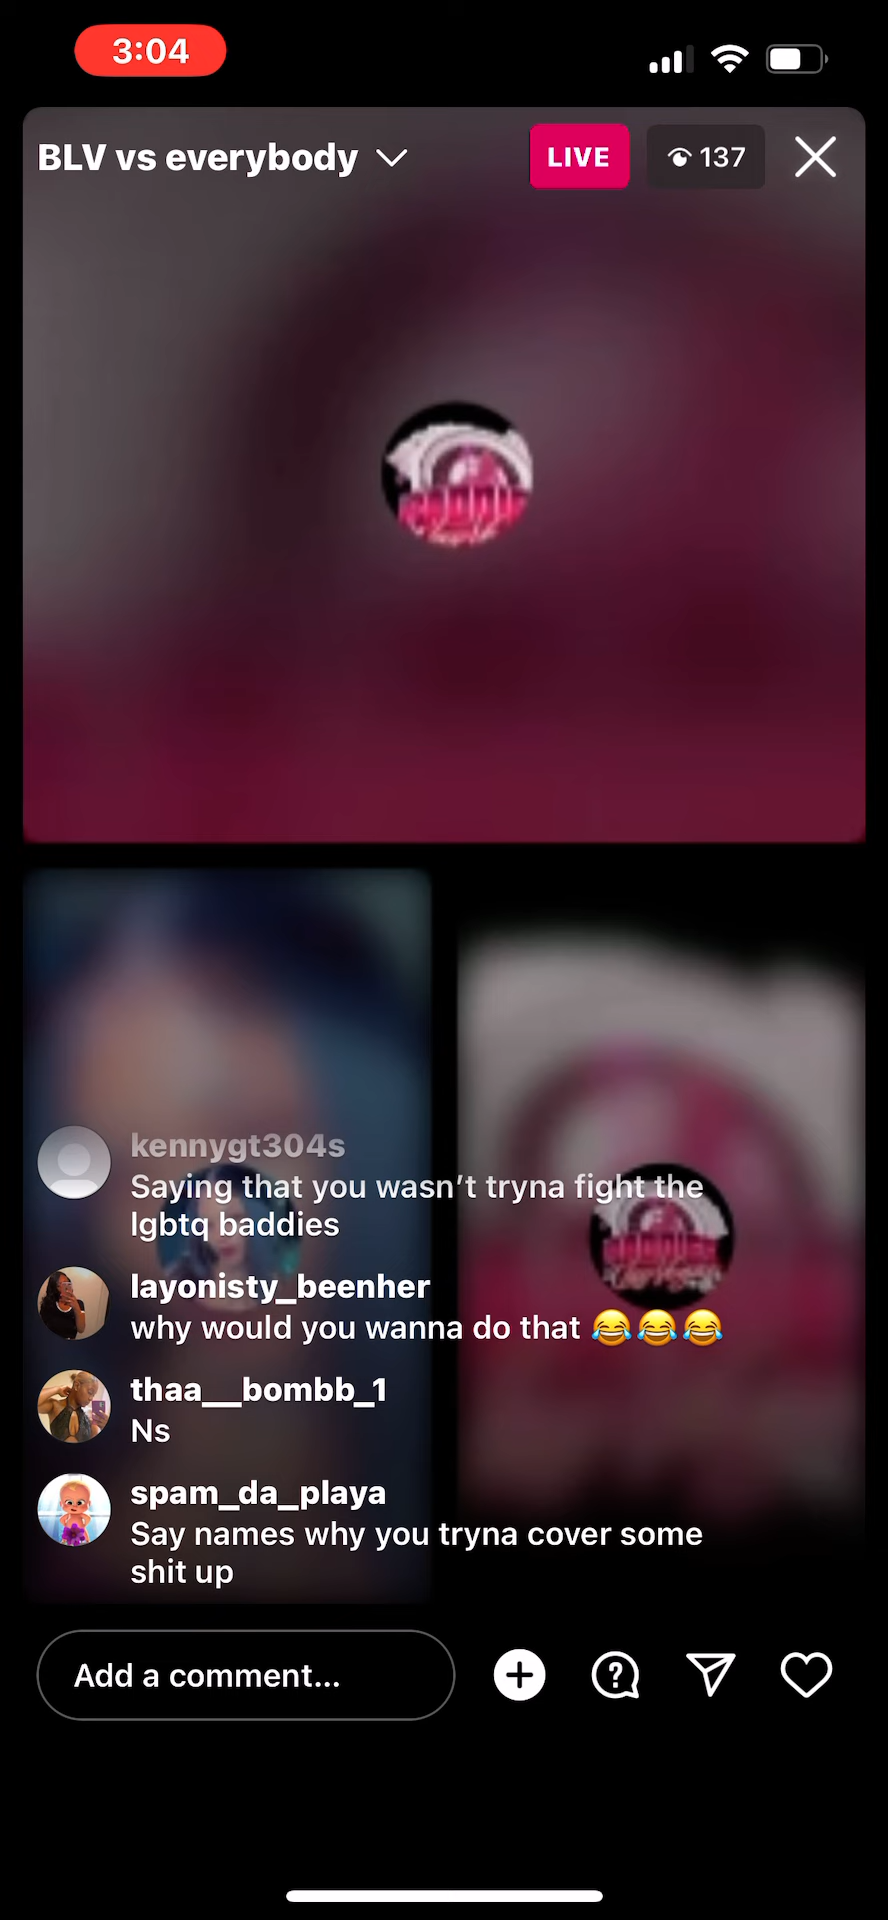 3:04
BLV vs everybody
LIVE
137
kennygt304s
Saying that you wasn't tryna fight the
lgbtq baddies
layonisty_beenher
why would you wanna do that 😂😂😂
thaa__bombb_1
Ns
spam_da_playa
Say names why you tryna cover some
shit up
Add a comment...